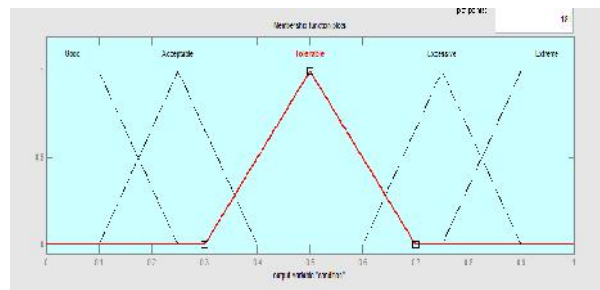 plot points:
Membership function plots
Good Acceptable Tolerable Excessive Extreme
1
0.5
0
0 0.1 0.2 0.3 0.4 0.5 0.6 0.7 0.8 0.9 1
output variable "condition"